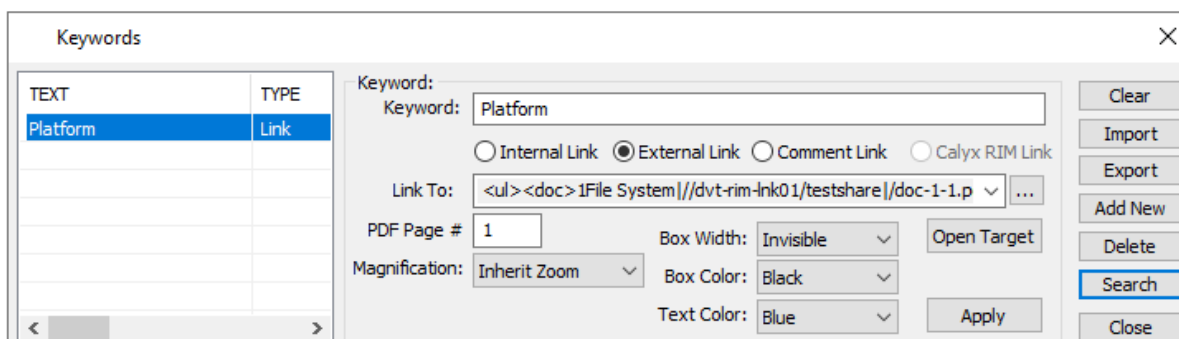 Keywords
TEXT TYPE
Platform Link
Keyword:
Keyword: Platform
Internal Link External Link Comment Link Calyx RIM Link
Link To: <ul><doc>1File System|//dvt-rim-lnk01/testshare|/doc-1-1.p ...
PDF Page # 1
Magnification: Inherit Zoom
Box Width: Invisible
Box Color: Black
Text Color: Blue
Open Target
Apply
Clear
Import
Export
Add New
Delete
Search
Close